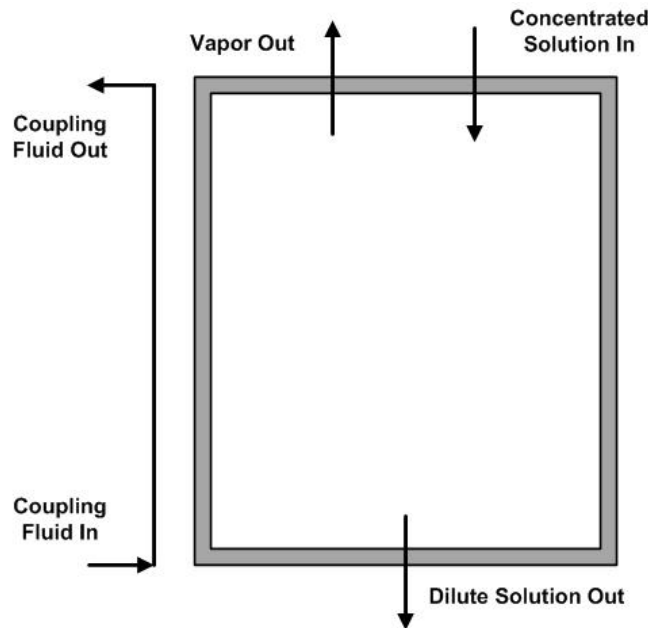 Vapor Out
Concentrated
Solution In
Coupling
Fluid Out
Coupling
Fluid In
Dilute Solution Out